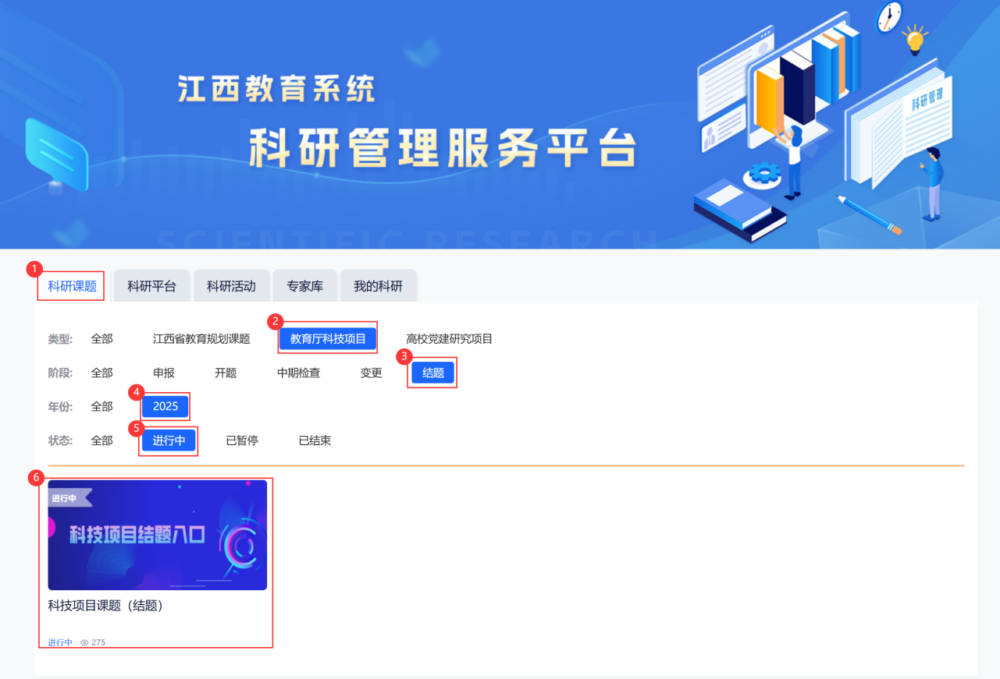 江西教育系统
科研管理服务平台
科研管理
SCIENTIFIC RESEARCH
1
科研课题 科研平台 科研活动 专家库 我的科研
2
类型: 全部 江西省教育规划课题 教育厅科技项目 高校党建研究项目
3
阶段: 全部 申报 开题 中期检查 变更 结题
4
年份: 全部 2025
5
状态: 全部 进行中 已暂停 已结束
6
进行中
科技项目结题入口
科技项目课题（结题）
进行中 275